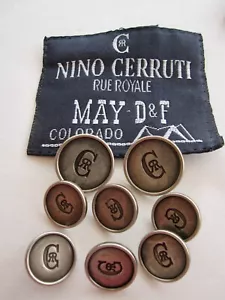 NINO CERRUTI
RUE ROYALE
MAY-D&F
COLORADO